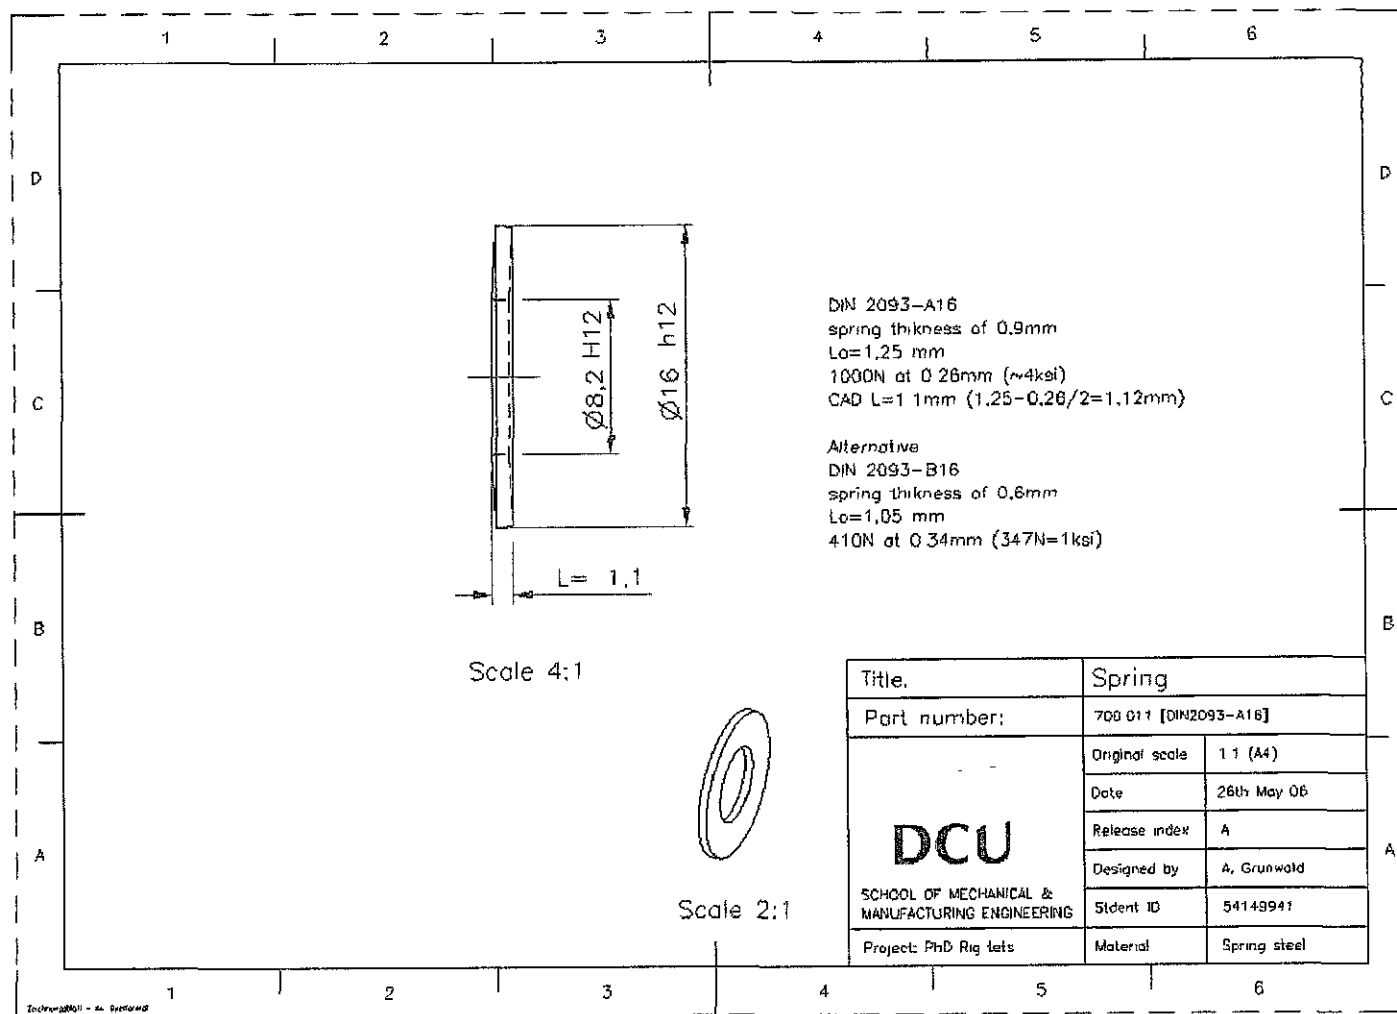 1 2 3 4 5 6
D D
C C
B B
A A
Ø8,2 H12
Ø16 h12
L= 1,1
Scale 4:1
Scale 2:1
DIN 2093-A16
spring thikness of 0.9mm
Lo=1,25 mm
1000N at 0 26mm (~4ksi)
CAD L=1 1mm (1.25-0.26/2=1.12mm)
Alternative
DIN 2093-B16
spring thikness of 0,6mm
Lo=1,05 mm
410N at 0 34mm (347N=1ksi)
Title. Spring
Part number: 700 011 [DIN2093-A16]
Original scale 1 1 (A4)
Date 26th May 06
Release index A
Designed by A. Grunwald
Stdent ID 54149941
Material Spring steel
DCU
SCHOOL OF MECHANICAL &
MANUFACTURING ENGINEERING
Project: PhD Rig tets
1 2 3 4 5 6